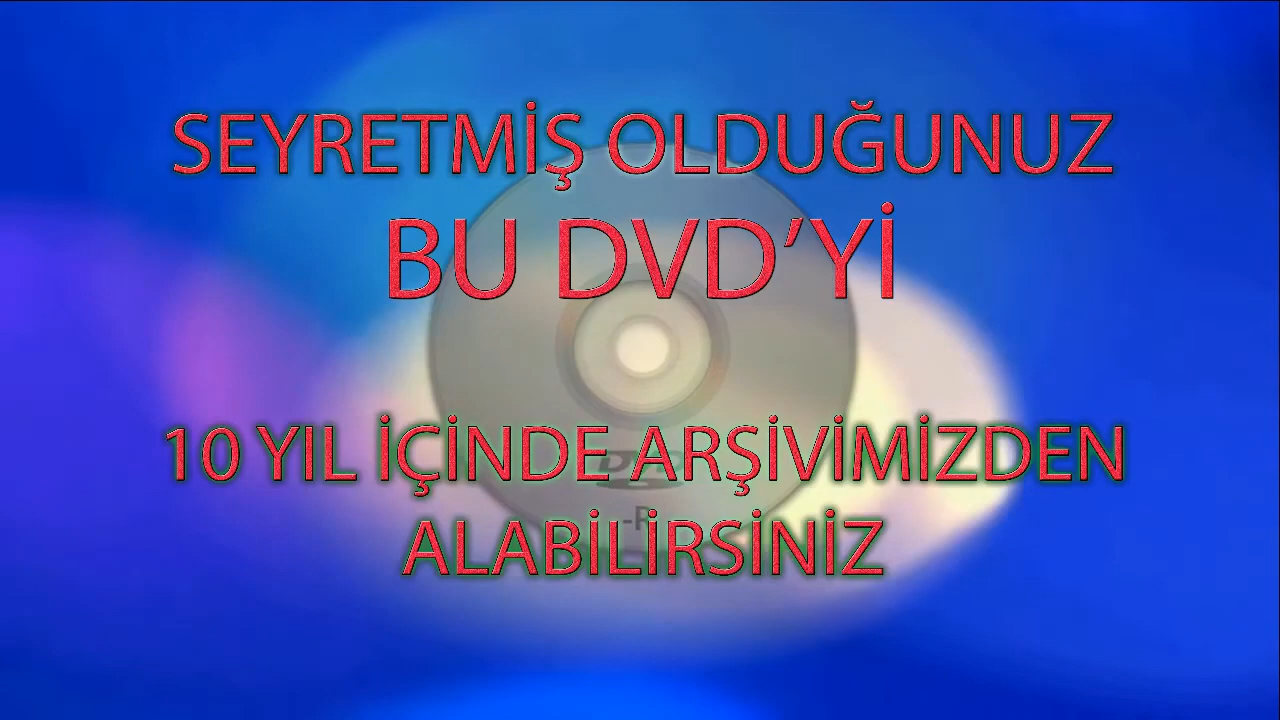 SEYRETMİŞ OLDUĞUNUZ
BU DVD’Yİ
10 YIL İÇİNDE ARŞİVİMİZDEN
ALABİLİRSİNİZ